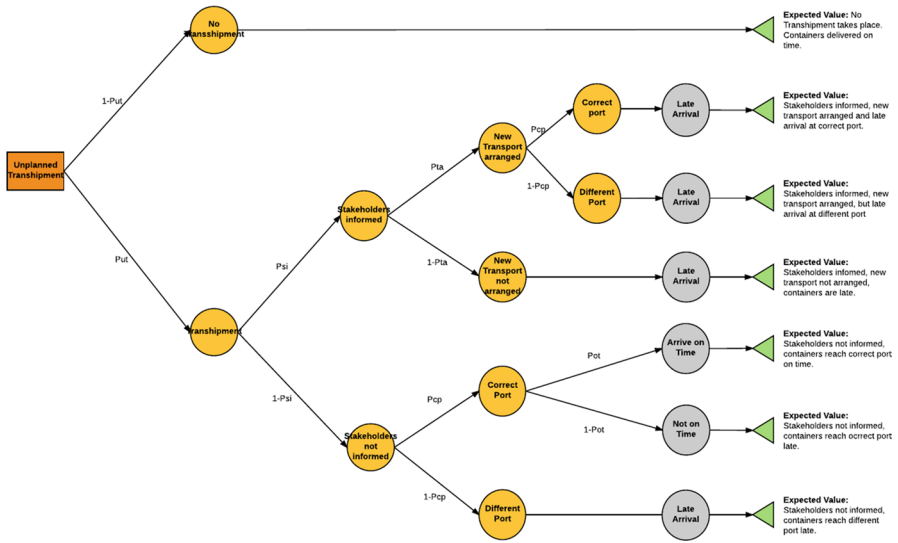 Expected Value: No
Transhipment takes place.
Containers delivered on
time.
No
Transshipment
1-Put
Expected Value:
Stakeholders informed, new
transport arranged and late
arrival at correct port.
Correct
port
Late
Arrival
Pcp
New
Transport
arranged
Pta
1-Pcp
Unplanned
Transhipment
Different
Port
Late
Arrival
Expected Value:
Stakeholders informed, new
transport arranged, but late
arrival at different port
Stakeholders
informed
Put
Psi
1-Pta
New
Transport
not
arranged
Late
Arrival
Expected Value:
Stakeholders infomed, new
transport not arranged,
containers are late.
Transhipment
Pot
Arrive on
Time
Expected Value:
Stakeholders not informed,
containers reach correct port
on time.
1-Psi
Pcp
Correct
Port
1-Pot
Not on
Time
Expected Value:
Stakeholders not informed,
containers reach ocrrect port
late.
Stakeholders
not
informed
1-Pcp
Different
Port
Late
Arrival
Expected Value:
Stakeholders not informed,
containers reach different
port late.